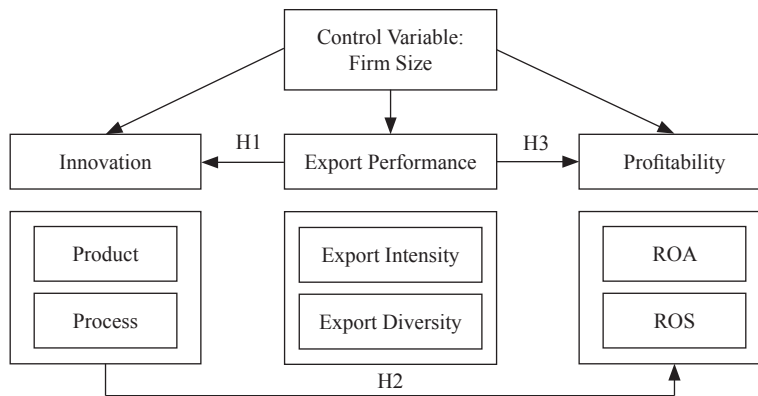 Control Variable:
Firm Size
H1
H3
Innovation
Export Performance
Profitability
Product
Export Intensity
ROA
Process
Export Diversity
ROS
H2